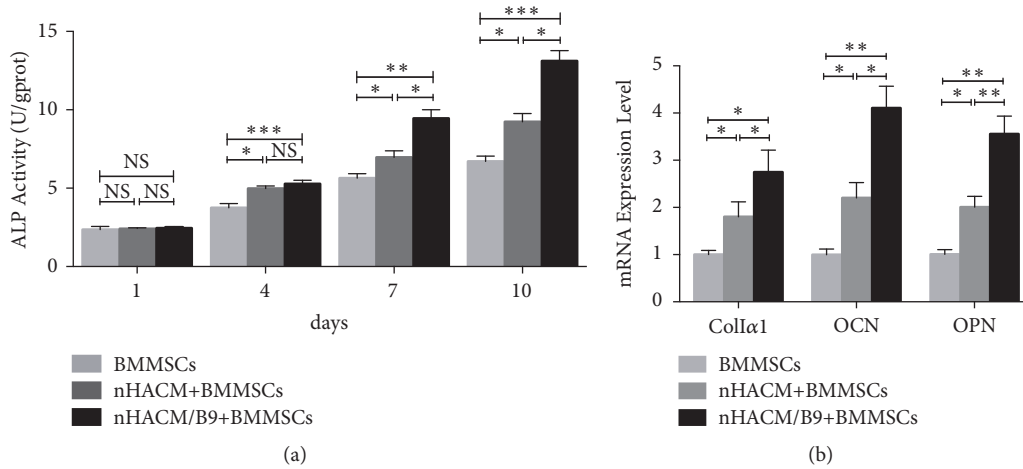 15
10
5
0
ALP Activity (U/gprot)
NS
NS NS
***
* NS
**
* *
***
* *
1 4 7 10
days
BMMSCs
nHACM+BMMSCs
nHACM/B9+BMMSCs
(a)
5
4
3
2
1
0
mRNA Expression Level
*
* *
**
* *
**
* **
ColIα1 OCN OPN
BMMSCs
nHACM+BMMSCs
nHACM/B9+BMMSCs
(b)